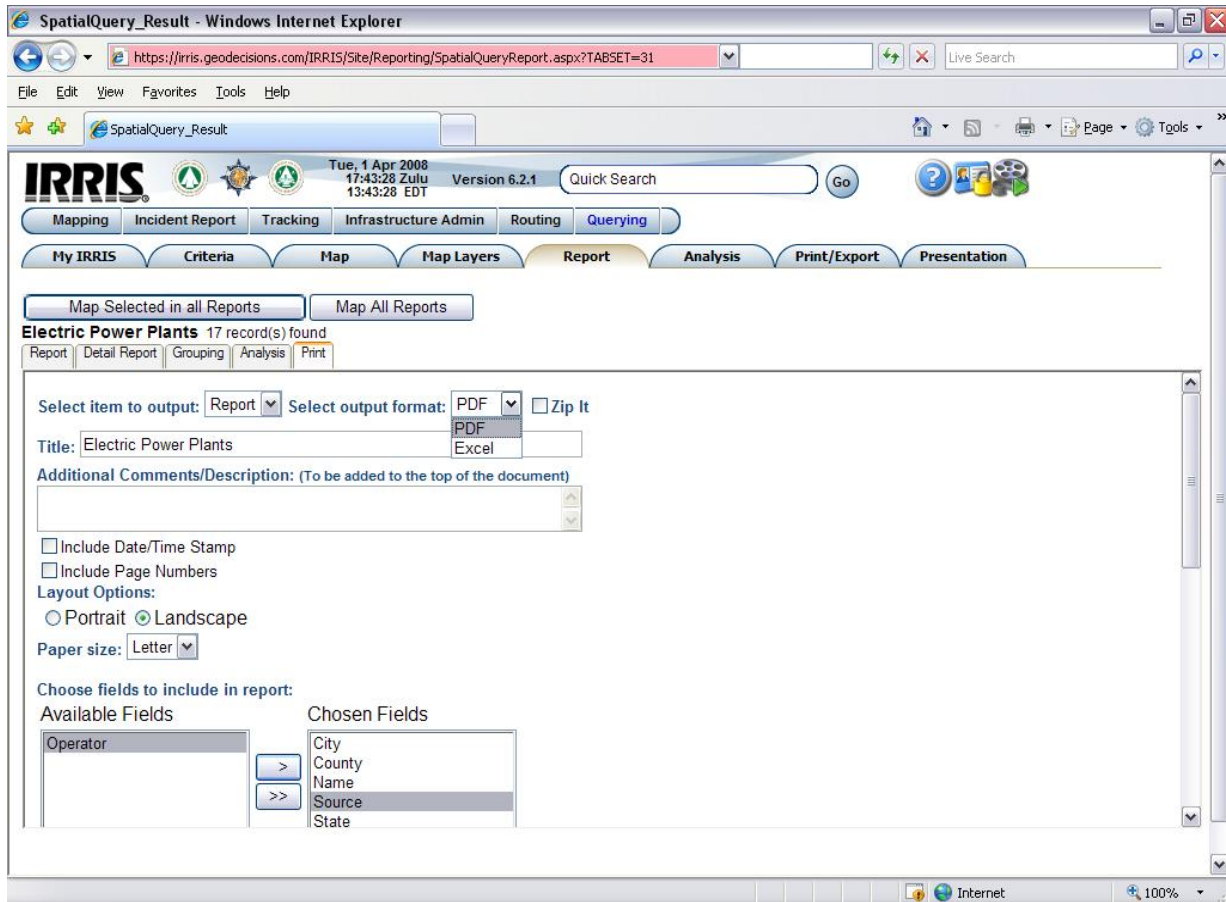 SpatialQuery_Result - Windows Internet Explorer
https://irris.geodecisions.com/IRRIS/Site/Reporting/SpatialQueryReport.aspx?TABSET=31
Live Search
File Edit View Favorites Tools Help
SpatialQuery_Result
Page Tools »
IRRIS
Tue, 1 Apr 2008
17:43:28 Zulu
13:43:28 EDT
Version 6.2.1
Quick Search
Go
Mapping Incident Report Tracking Infrastructure Admin Routing Querying
My IRRIS Criteria Map Map Layers Report Analysis Print/Export Presentation
Map Selected in all Reports Map All Reports
Electric Power Plants 17 record(s) found
Report Detail Report Grouping Analysis Print
Select item to output: Report Select output format: PDF Zip It
PDF
Title: Electric Power Plants
Excel
Additional Comments/Description: (To be added to the top of the document)
Include Date/Time Stamp
Include Page Numbers
Layout Options:
Portrait Landscape
Paper size: Letter
Choose fields to include in report:
Available Fields Chosen Fields
Operator City
> County
Name
>> Source
State
Internet 100%